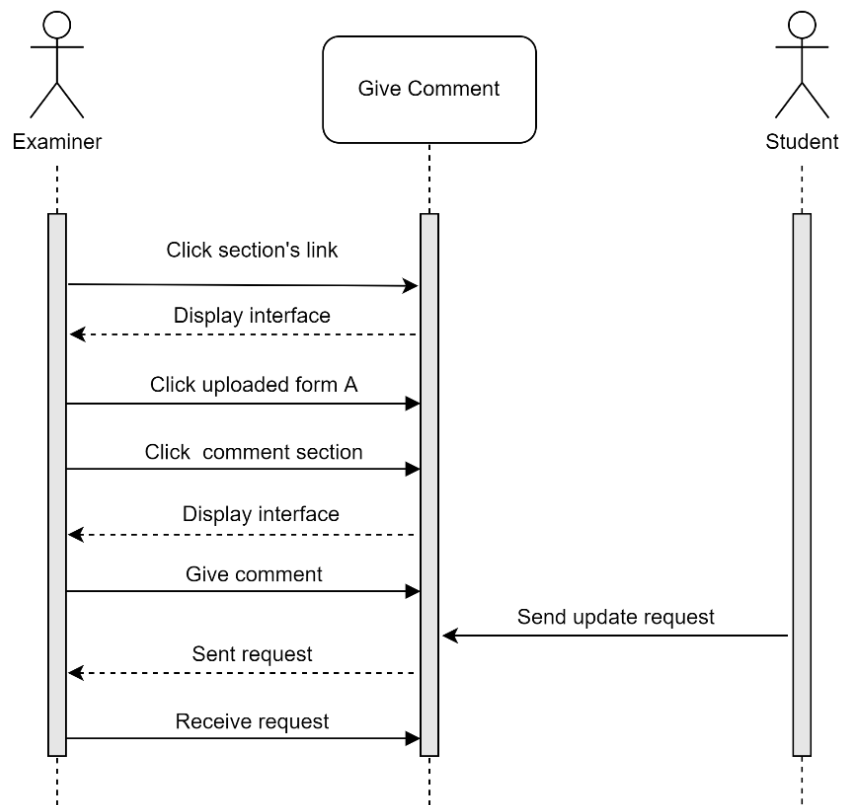 Give Comment
Examiner
Student
Click section's link
Display interface
Click uploaded form A
Click comment section
Display interface
Give comment
Send update request
Sent request
Receive request